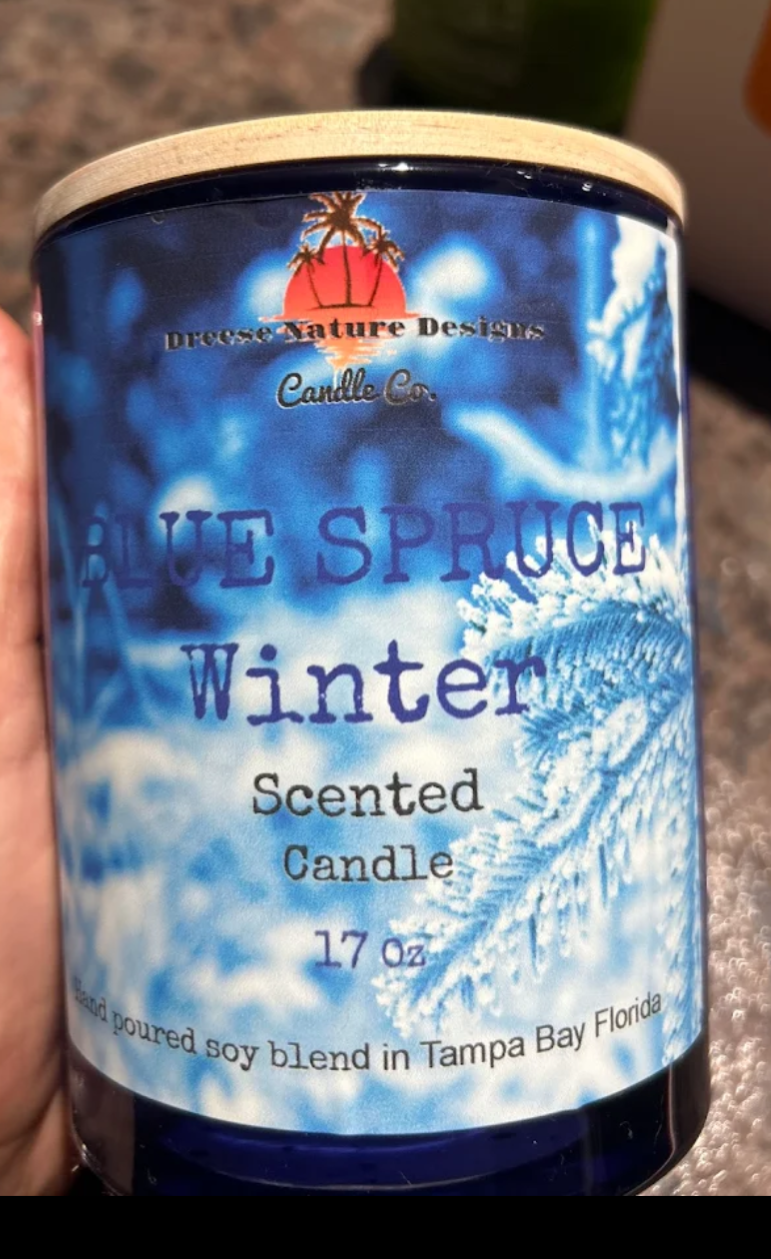 Dreese Nature Designs
Candle Co.
BLUE SPRUCE
Winter
Scented
Candle
17 oz
Hand poured soy blend in Tampa Bay Florida